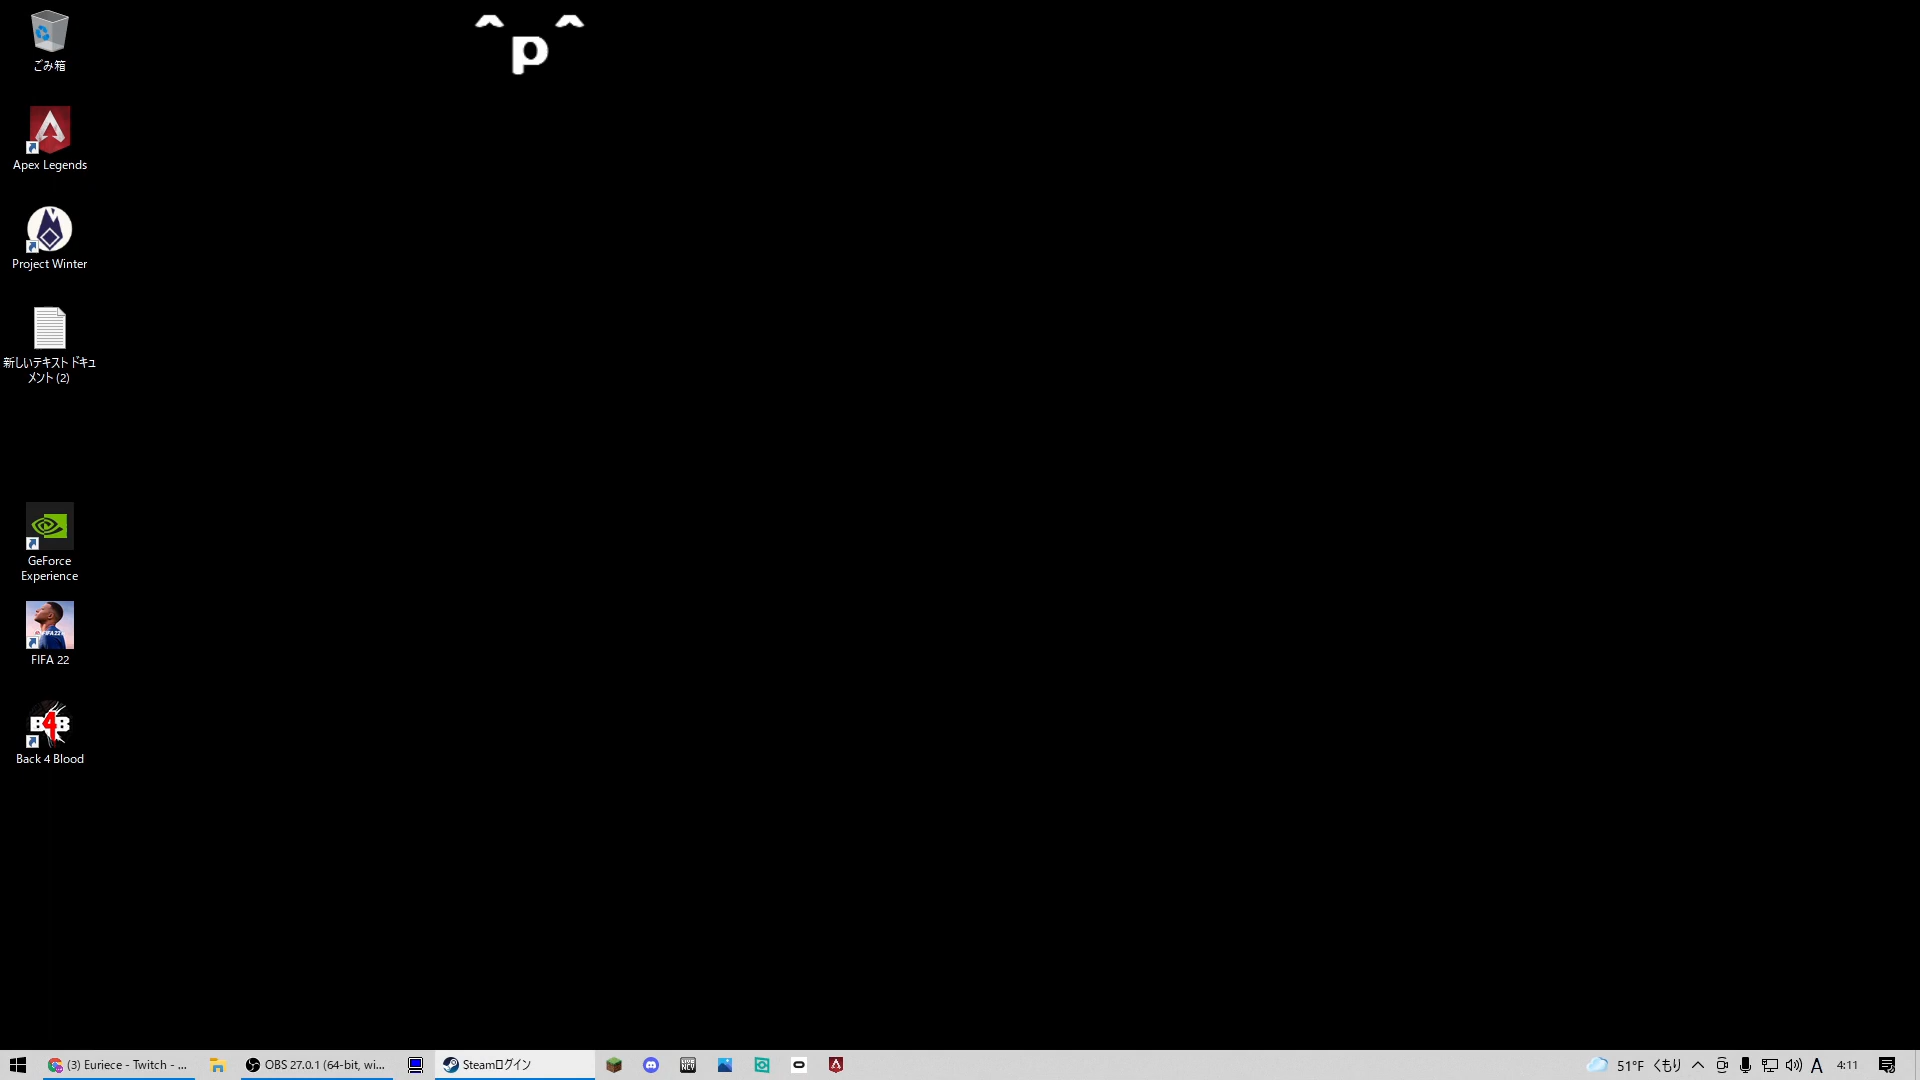 ^p^
ごみ箱
Apex Legends
Project Winter
新しいテキスト ドキュ
メント (2)
GeForce
Experience
FIFA 22
B4B
Back 4 Blood
(3) Euriece - Twitch - ...
OBS 27.0.1 (64-bit, wi...
Steamログイン
51°F くもり
A
4:11